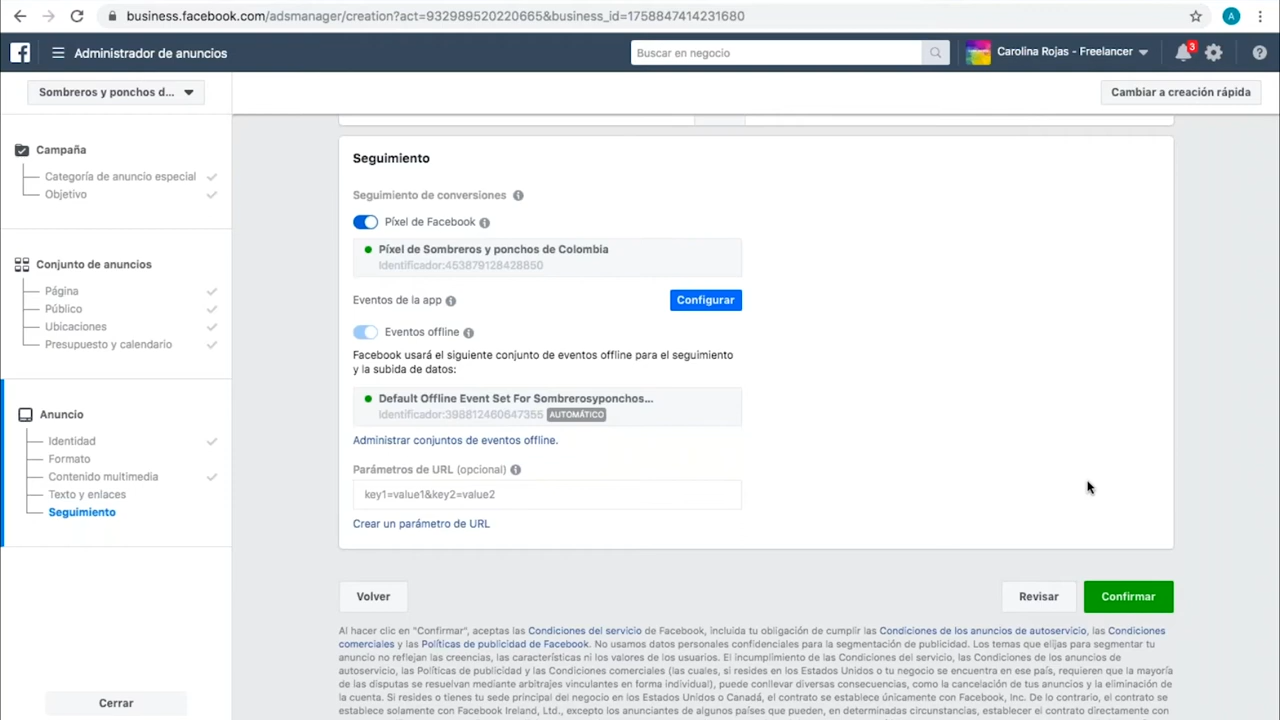 business.facebook.com/adsmanager/creation?act=932989520220665&business_id=1758847414231680
A
Administrador de anuncios
Buscar en negocio
Carolina Rojas - Freelancer
3
Sombreros y ponchos d...
Cambiar a creación rápida
Campaña
Categoría de anuncio especial
Objetivo
Conjunto de anuncios
Página
Público
Ubicaciones
Presupuesto y calendario
Anuncio
Identidad
Formato
Contenido multimedia
Texto y enlaces
Seguimiento
Cerrar
Seguimiento
Seguimiento de conversiones
Píxel de Facebook
Píxel de Sombreros y ponchos de Colombia
Identificador:453879128428850
Eventos de la app
Configurar
Eventos offline
Facebook usará el siguiente conjunto de eventos offline para el seguimiento
y la subida de datos:
Default Offline Event Set For Sombrerosyponchos...
Identificador:398812460647355 AUTOMÁTICO
Administrar conjuntos de eventos offline.
Parámetros de URL (opcional)
key1=value1&key2=value2
Crear un parámetro de URL
Volver
Revisar
Confirmar
Al hacer clic en "Confirmar", aceptas las Condiciones del servicio de Facebook, incluida tu obligación de cumplir las Condiciones de los anuncios de autoservicio, las Condiciones
comerciales y las Políticas de publicidad de Facebook. No usamos datos personales confidenciales para la segmentación de publicidad. Los temas que elijas para segmentar tu
anuncio no reflejan las creencias, las características ni los valores de los usuarios. El incumplimiento de las Condiciones del servicio, las Condiciones de los anuncios de
autoservicio, las Políticas de publicidad y las Condiciones comerciales (las cuales, si resides en los Estados Unidos o tu negocio se encuentra en ese país, requieren que la mayoría
de las disputas se resuelvan mediante arbitrajes vinculantes en forma individual), puede conllevar diversas consecuencias, como la cancelación de tus anuncios y la eliminación de
la cuenta. Si resides o tienes tu sede principal del negocio en los Estados Unidos o Canadá, el contrato se establece únicamente con Facebook, Inc. De lo contrario, el contrato se
establece solamente con Facebook Ireland, Ltd., excepto los anunciantes de algunos países que pueden, en determinadas circunstancias, establecer el contrato directamente con